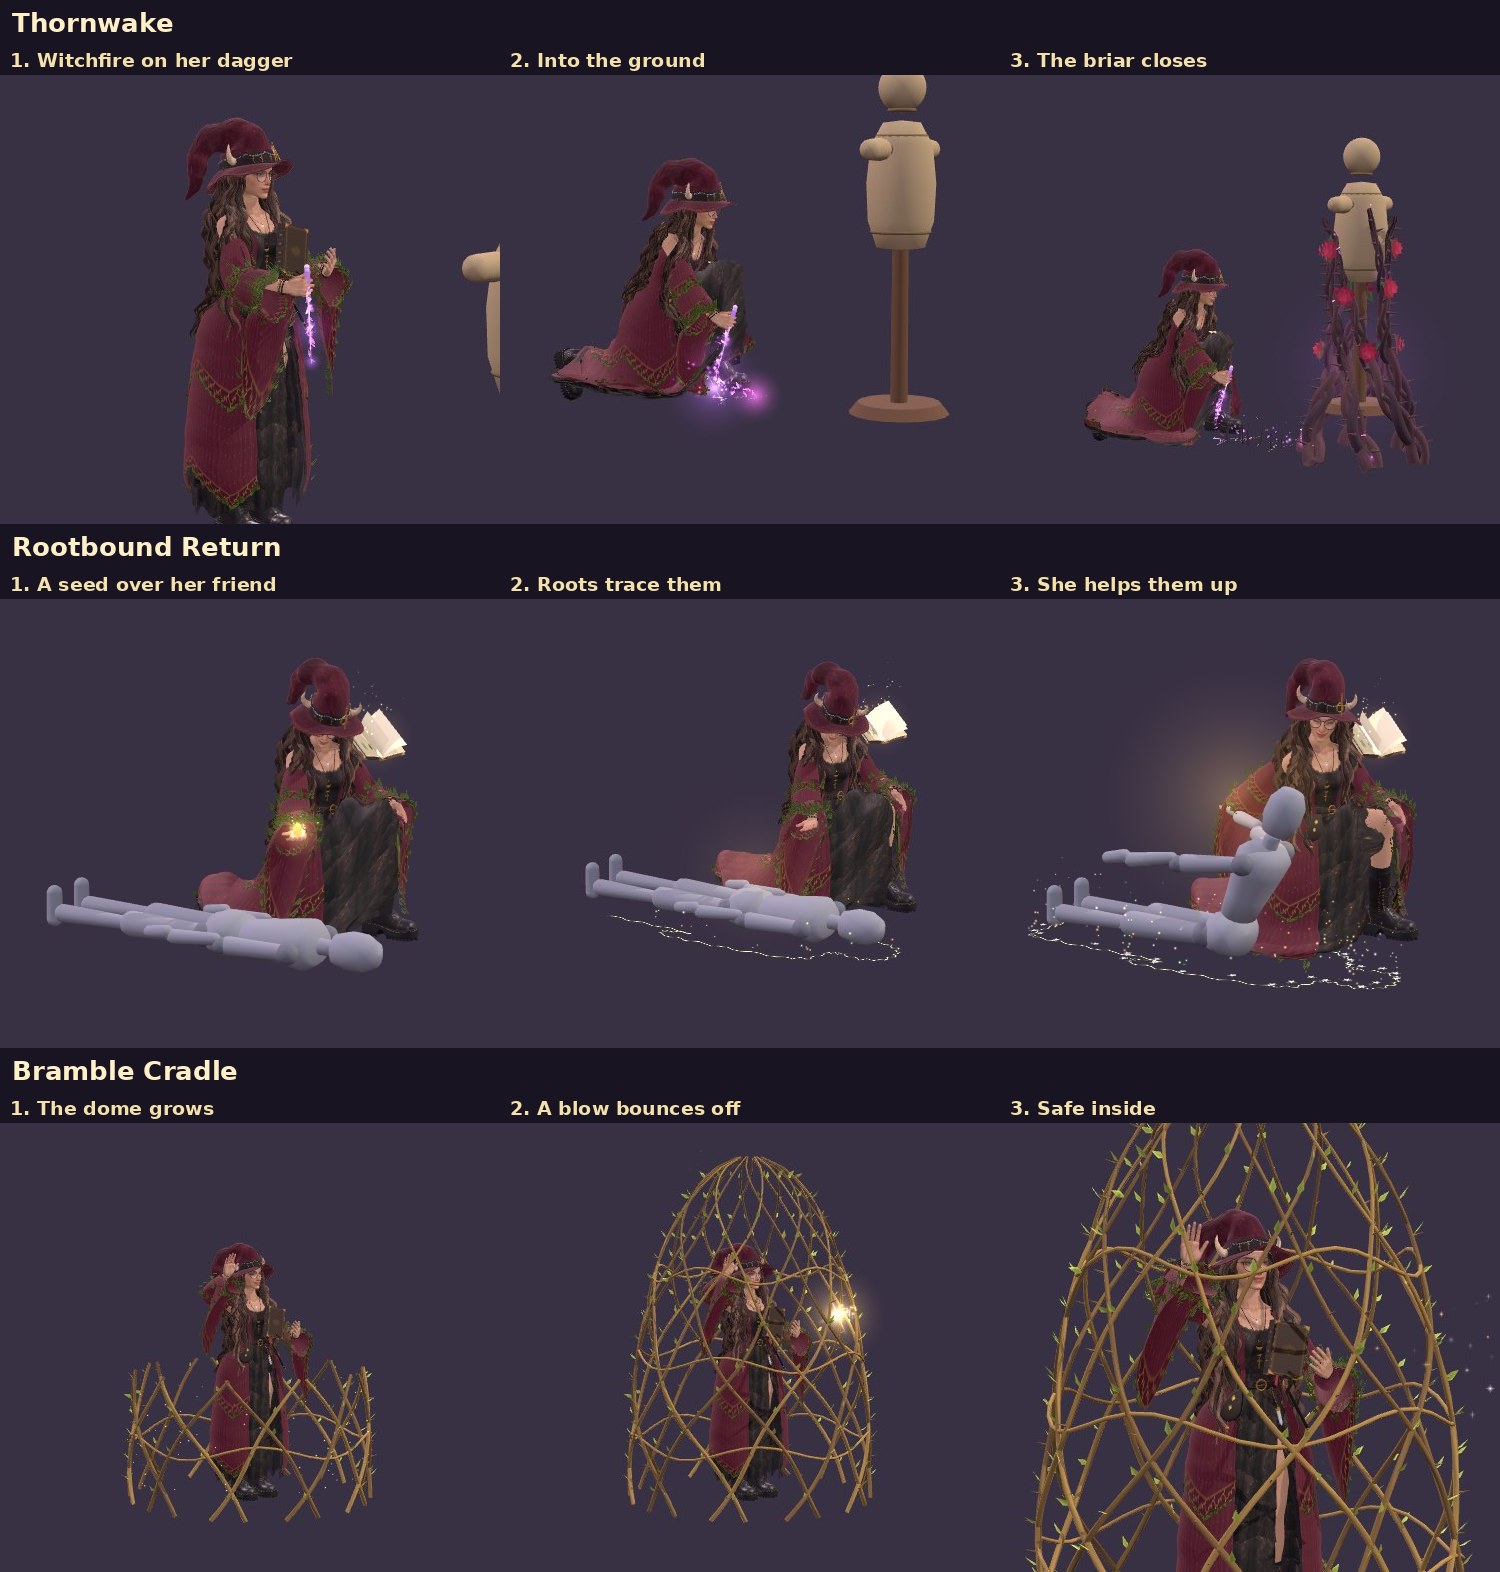 Thornwake
1. Witchfire on her dagger
2. Into the ground
3. The briar closes
Rootbound Return
1. A seed over her friend
2. Roots trace them
3. She helps them up
Bramble Cradle
1. The dome grows
2. A blow bounces off
3. Safe inside